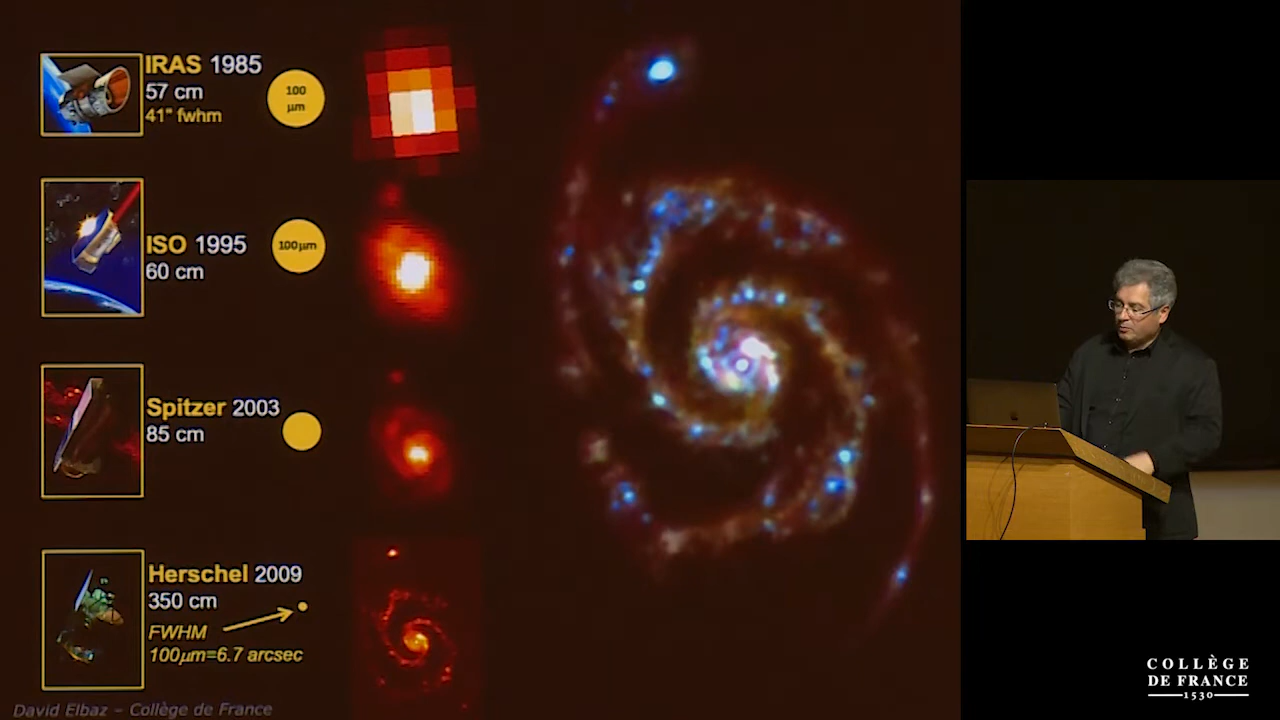 IRAS 1985
57 cm
41" fwhm
100
μm
ISO 1995
60 cm
100μm
Spitzer 2003
85 cm
Herschel 2009
350 cm
FWHM
100μm=6.7 arcsec
David Elbaz – Collège de France
COLLÈGE
DE FRANCE
1530